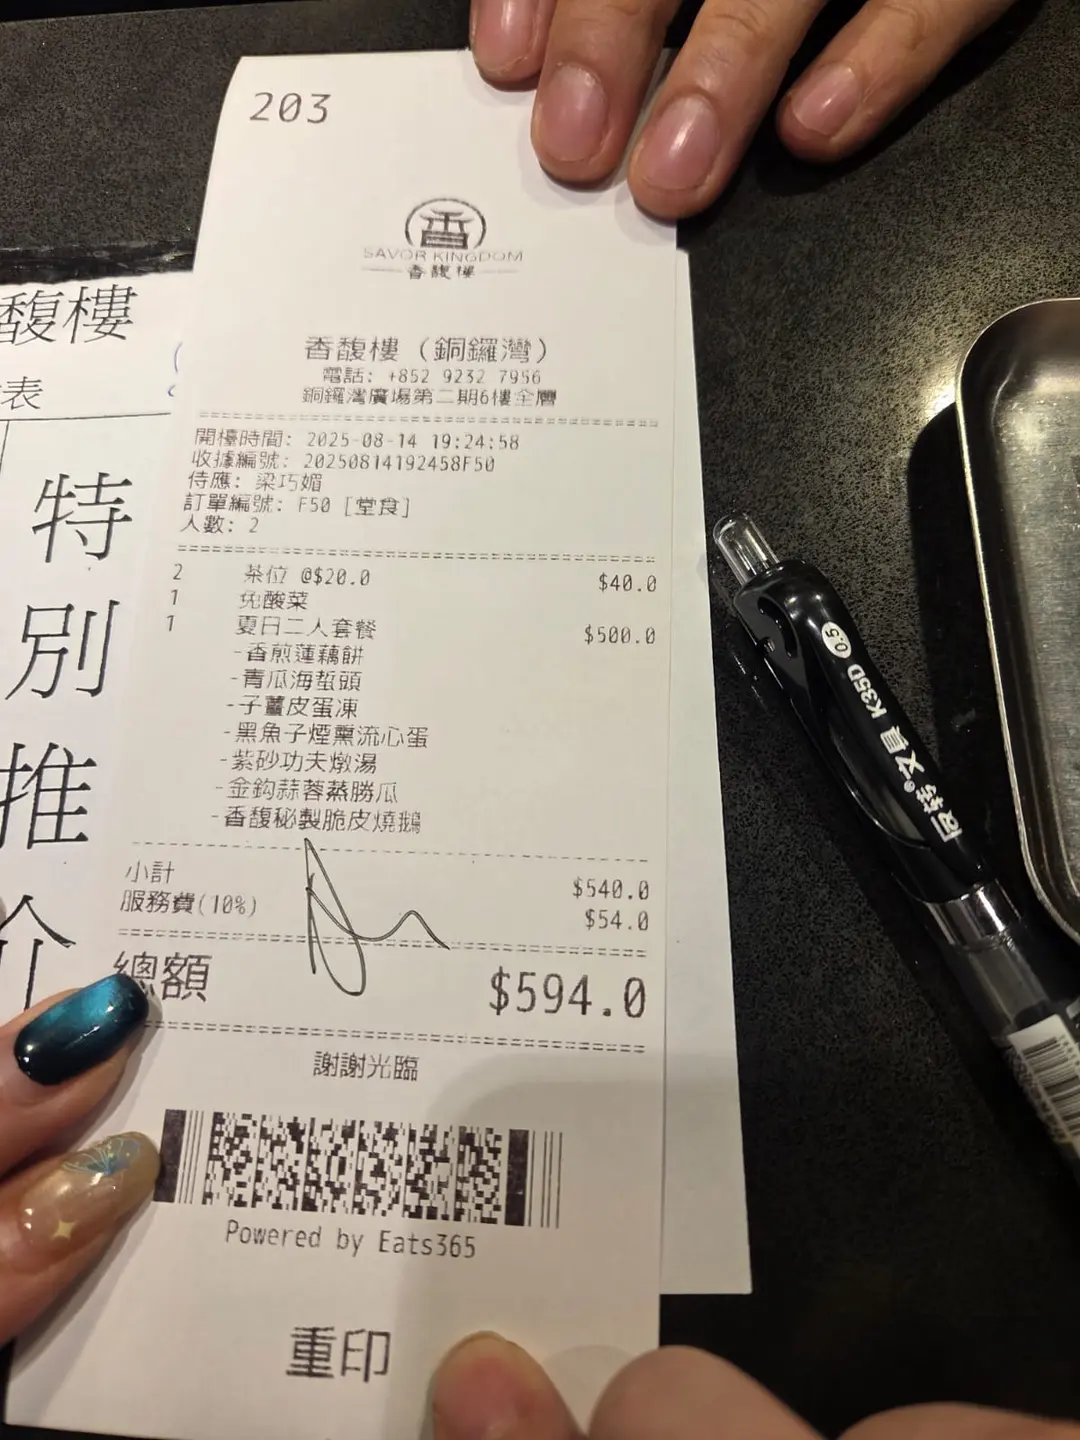 203
香
SAVOR KINGDOM
香馥樓
香馥樓 (銅鑼灣)
電話: +852 9232 7956
銅鑼灣廣場第二期6樓全層
開檯時間: 2025-08-14 19:24:58
收據編號: 20250814192458F50
侍應: 梁巧媚
訂單編號: F50 [堂食]
人數: 2
2 茶位 @$20.0 $40.0
1 免酸菜
1 夏日二人套餐 $500.0
-香煎蓮藕餅
-青瓜海蜇頭
-子薑皮蛋凍
-黑魚子煙熏流心蛋
-紫砂功夫燉湯
-金鈎蒜蓉蒸勝瓜
-香馥秘製脆皮燒鵝
小計 $540.0
服務費(10%) $54.0
總額 $594.0
謝謝光臨
Powered by Eats365
重印
馥樓
表
特別推介
文具 K35D 0.5